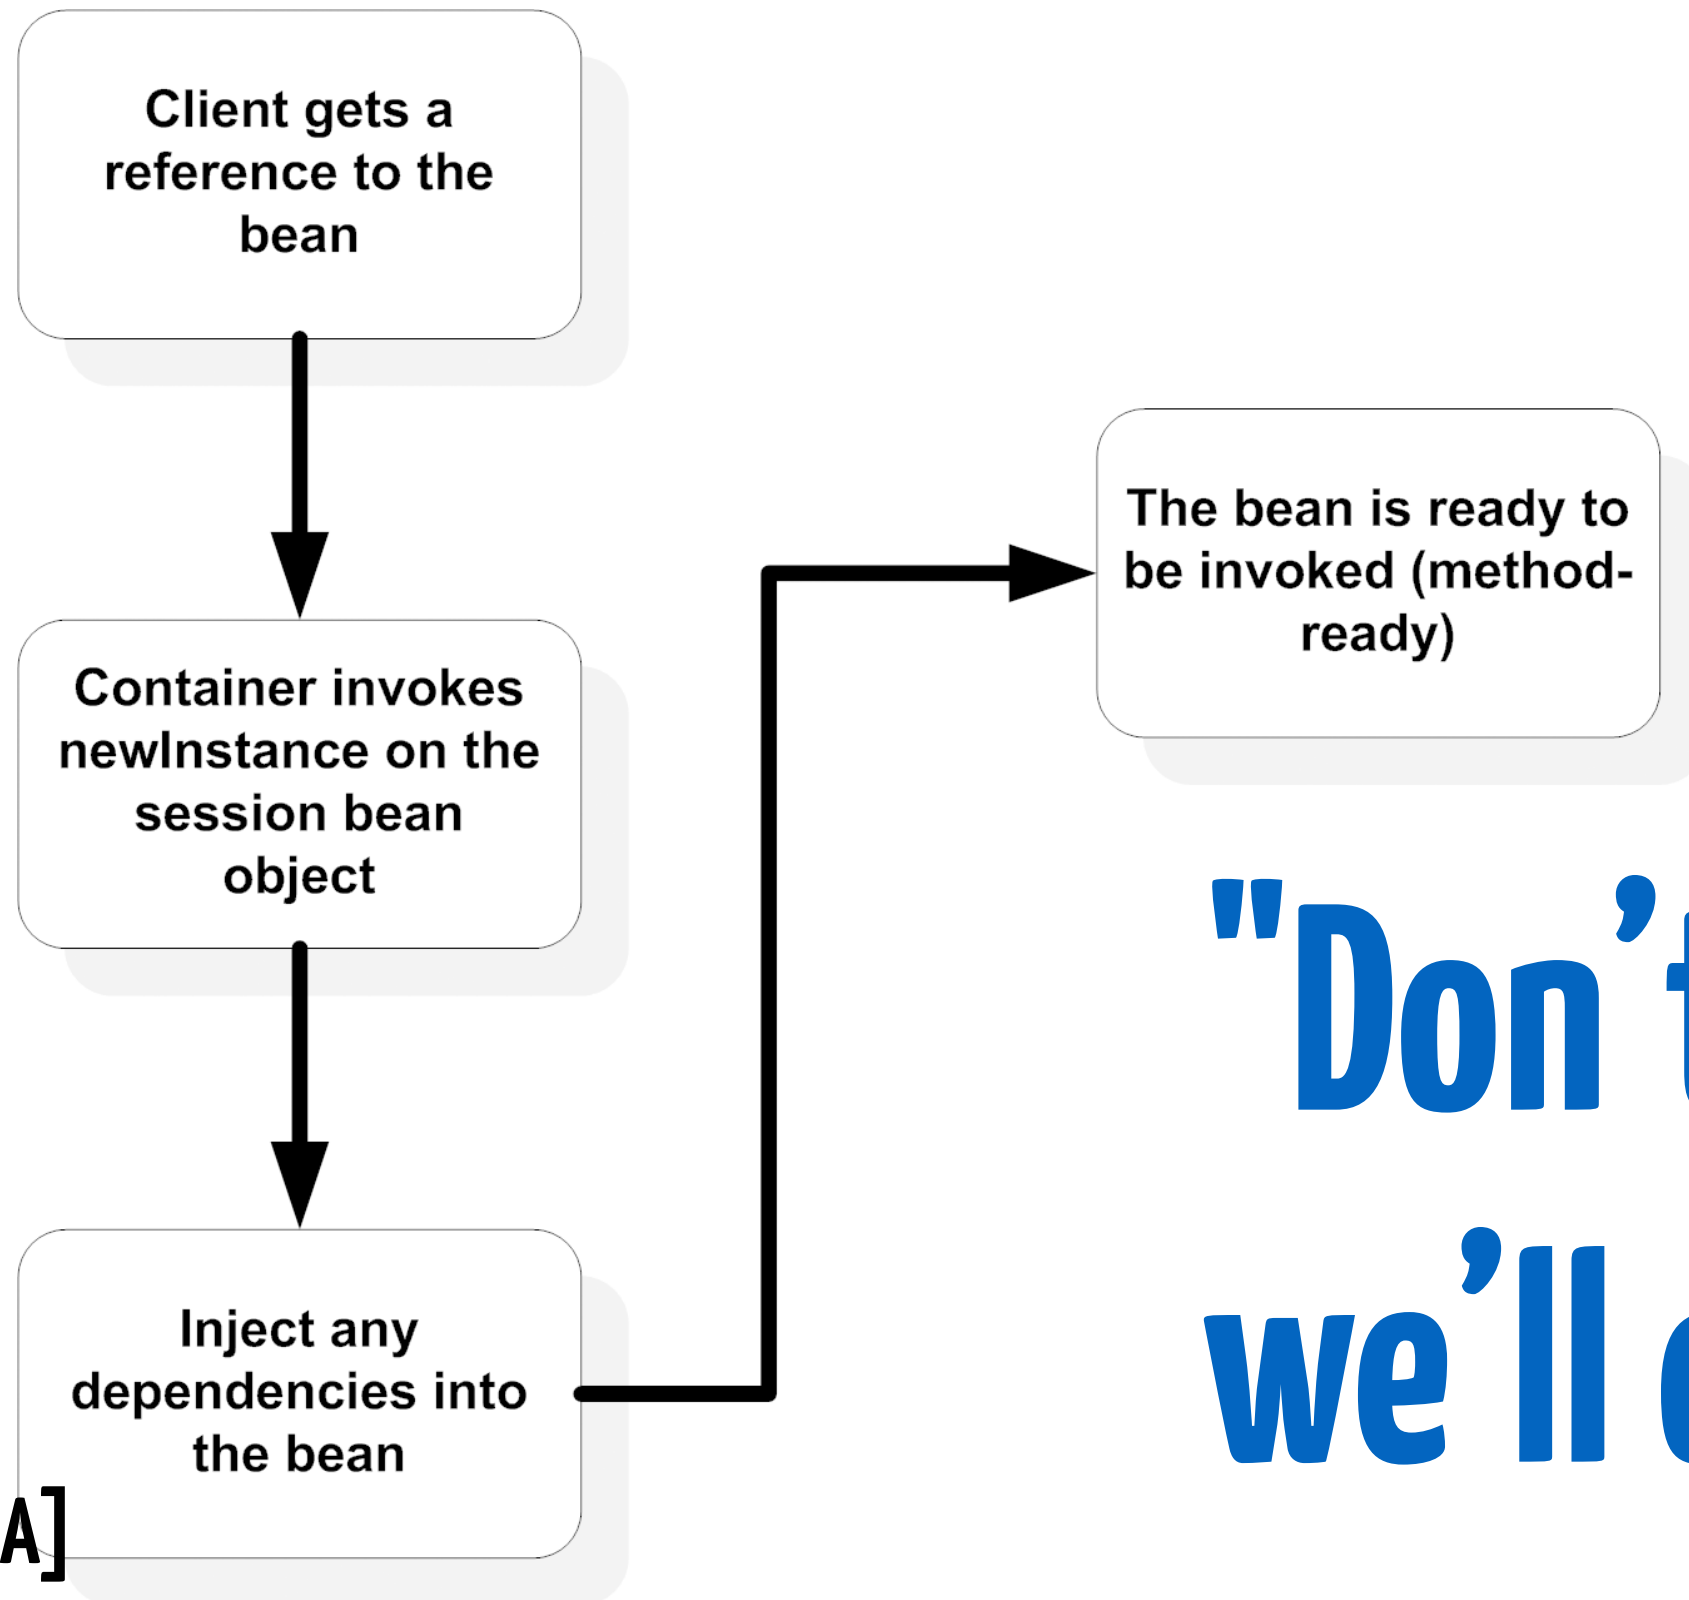 Client gets a
reference to the
bean
Container invokes
newInstance on the
session bean
object
Inject any
dependencies into
the bean
A]
The bean is ready to
be invoked (method-
ready)
"Don’t
we’ll